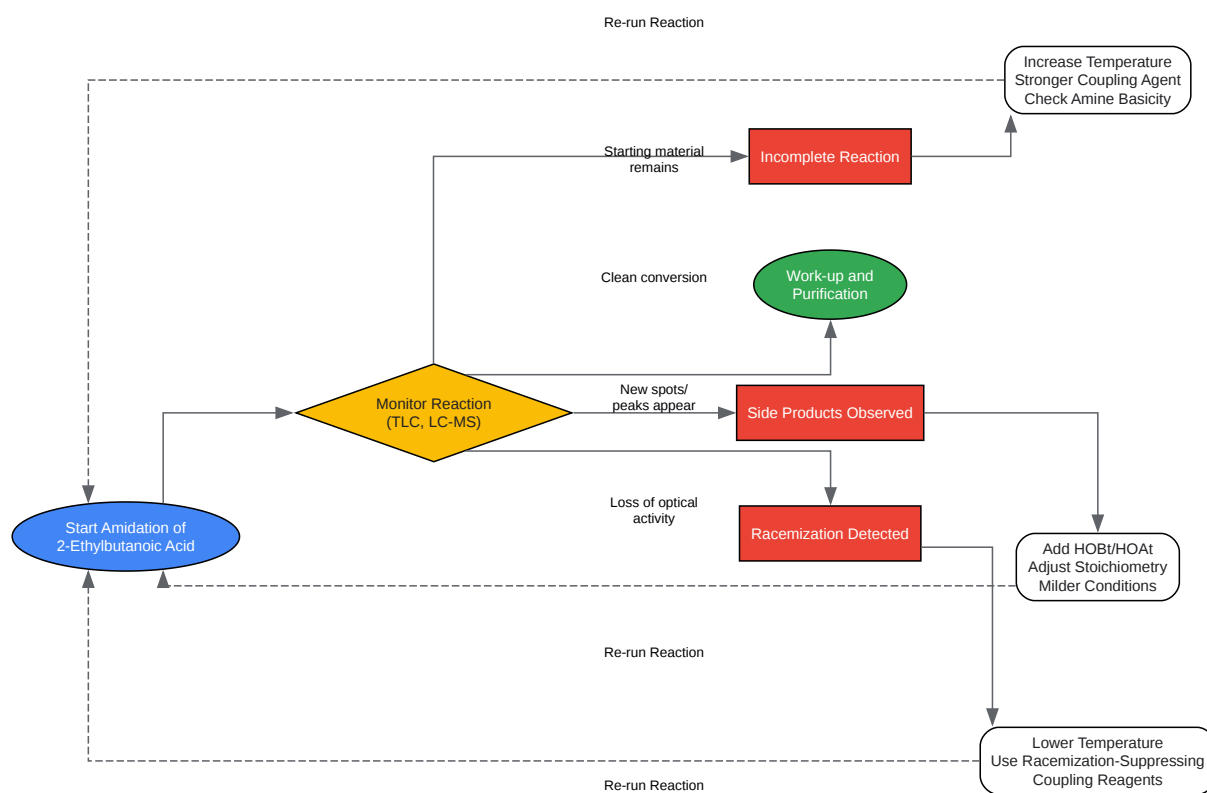 Re-run Reaction
Increase Temperature
Stronger Coupling Agent
Check Amine Basicity
Starting material
remains
Incomplete Reaction
Clean conversion
Work-up and
Purification
Monitor Reaction
(TLC, LC-MS)
New spots/
peaks appear
Side Products Observed
Loss of optical
activity
Racemization Detected
Start Amidation of
2-Ethylbutanoic Acid
Add HOBt/HOAt
Adjust Stoichiometry
Milder Conditions
Re-run Reaction
Lower Temperature
Use Racemization-Suppressing
Coupling Reagents
Re-run Reaction